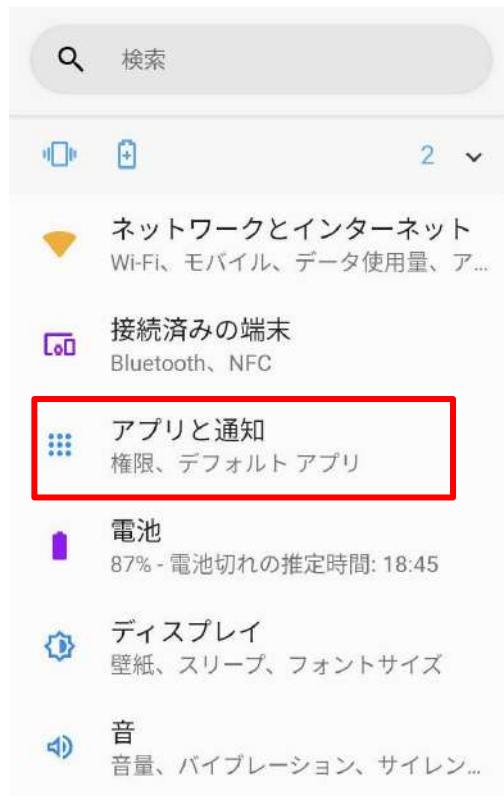 検索
2
ネットワークとインターネット
Wi-Fi、モバイル、データ使用量、ア...
接続済みの端末
Bluetooth、NFC
アプリと通知
権限、デフォルト アプリ
電池
87% - 電池切れの推定時間: 18:45
ディスプレイ
壁紙、スリープ、フォントサイズ
音
音量、バイブレーション、サイレン...